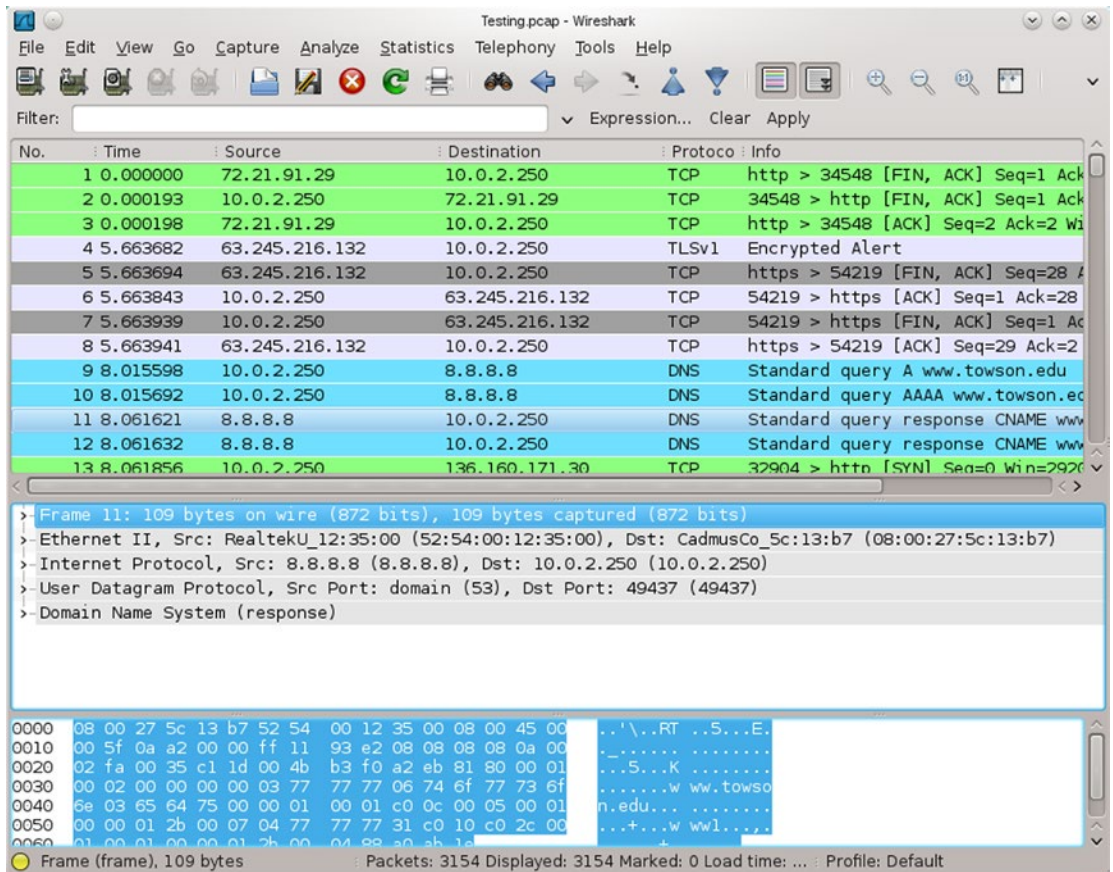 Testing.pcap - Wireshark
File Edit View Go Capture Analyze Statistics Telephony Tools Help
Filter: Expression... Clear Apply
No. Time Source Destination Protoco Info
1 0.000000 72.21.91.29 10.0.2.250 TCP http > 34548 [FIN, ACK] Seq=1 Ack
2 0.000193 10.0.2.250 72.21.91.29 TCP 34548 > http [FIN, ACK] Seq=1 Ack
3 0.000198 72.21.91.29 10.0.2.250 TCP http > 34548 [ACK] Seq=2 Ack=2 Wi
4 5.663682 63.245.216.132 10.0.2.250 TLSv1 Encrypted Alert
5 5.663694 63.245.216.132 10.0.2.250 TCP https > 54219 [FIN, ACK] Seq=28 A
6 5.663843 10.0.2.250 63.245.216.132 TCP 54219 > https [ACK] Seq=1 Ack=28
7 5.663939 10.0.2.250 63.245.216.132 TCP 54219 > https [FIN, ACK] Seq=1 Ac
8 5.663941 63.245.216.132 10.0.2.250 TCP https > 54219 [ACK] Seq=29 Ack=2
9 8.015598 10.0.2.250 8.8.8.8 DNS Standard query A www.towson.edu
10 8.015692 10.0.2.250 8.8.8.8 DNS Standard query AAAA www.towson.ed
11 8.061621 8.8.8.8 10.0.2.250 DNS Standard query response CNAME www
12 8.061632 8.8.8.8 10.0.2.250 DNS Standard query response CNAME www
13 8.061856 10.0.2.250 136.160.171.30 TCP 32904 > http [SYN] Seq=0 Win=2920
Frame 11: 109 bytes on wire (872 bits), 109 bytes captured (872 bits)
Ethernet II, Src: RealtekU_12:35:00 (52:54:00:12:35:00), Dst: CadmusCo_5c:13:b7 (08:00:27:5c:13:b7)
Internet Protocol, Src: 8.8.8.8 (8.8.8.8), Dst: 10.0.2.250 (10.0.2.250)
User Datagram Protocol, Src Port: domain (53), Dst Port: 49437 (49437)
Domain Name System (response)
0000 08 00 27 5c 13 b7 52 54 00 12 35 00 08 00 45 00 ..'\..RT ..5...E.
0010 00 5f 0a a2 00 00 ff 11 93 e2 08 08 08 08 0a 00 ._...... ........
0020 02 fa 00 35 c1 1d 00 4b b3 f0 a2 eb 81 80 00 01 ...5...K ........
0030 00 02 00 00 00 00 03 77 77 77 06 74 6f 77 73 6f .......w ww.towso
0040 6e 03 65 64 75 00 00 01 00 01 c0 0c 00 05 00 01 n.edu... ........
0050 00 00 01 2b 00 07 04 77 77 77 31 c0 10 c0 2c 00 ...+...w ww1...,.
0060 01 00 01 00 00 01 2b 00 04 88 a0 ab 1e ......+. .....
Frame (frame), 109 bytes Packets: 3154 Displayed: 3154 Marked: 0 Load time: ... Profile: Default